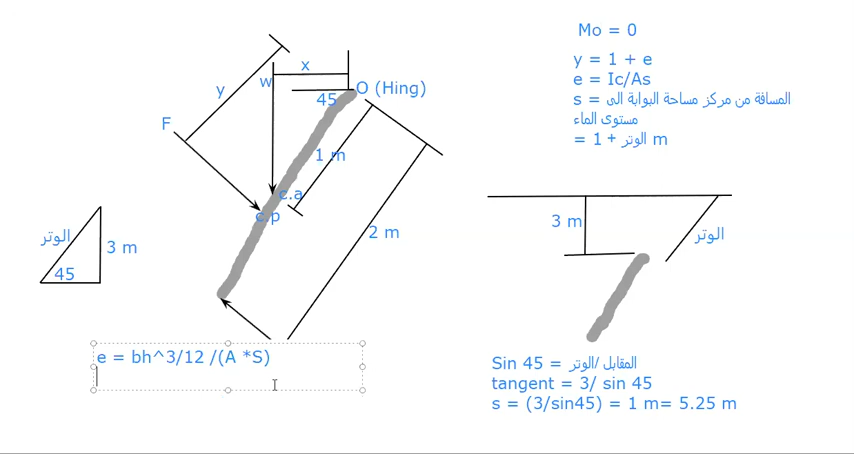 Mo = 0
y = 1 + e
e = Ic/As
s = المسافة من مركز مساحة البوابة الى
مستوى الماء
= 1 + الوتر m
x
w
O (Hing)
45
y
F
1 m
c.a
c.p
2 m
الوتر
3 m
45
3 m
الوتر
e = bh^3/12 /(A *S)
Sin 45 = المقابل /الوتر
tangent = 3/ sin 45
s = (3/sin45) = 1 m= 5.25 m